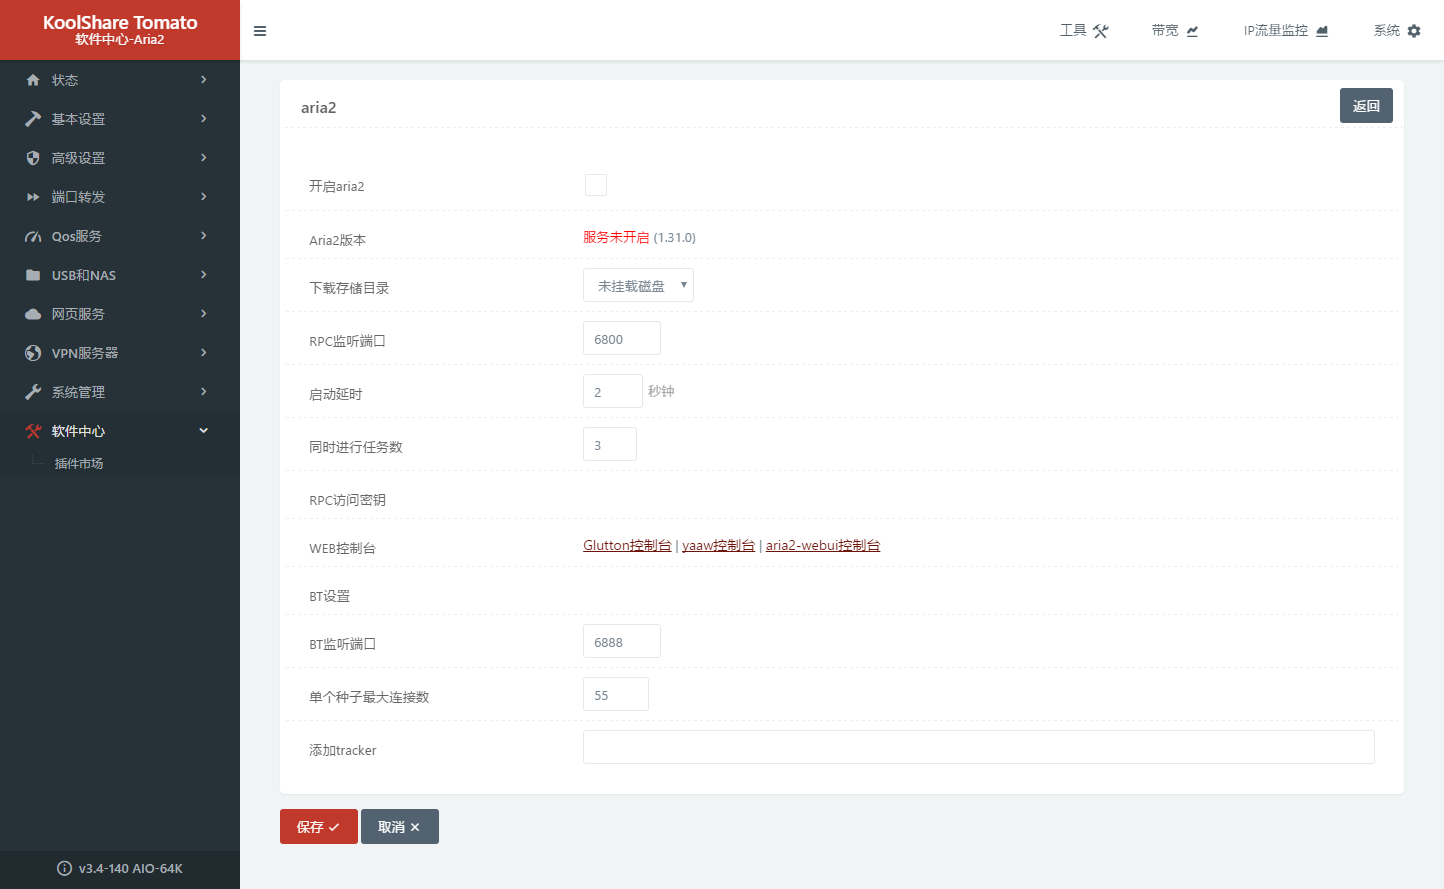 KoolShare Tomato
软件中心-Aria2
工具
带宽
IP流量监控
系统
状态
基本设置
高级设置
端口转发
Qos服务
USB和NAS
网页服务
VPN服务器
系统管理
软件中心
插件市场
v3.4-140 AIO-64K
aria2
返回
开启aria2
Aria2版本
服务未开启 (1.31.0)
下载存储目录
未挂载磁盘
RPC监听端口
6800
启动延时
2 秒钟
同时进行任务数
3
RPC访问密钥
WEB控制台
Glutton控制台 | yaaw控制台 | aria2-webui控制台
BT设置
BT监听端口
6888
单个种子最大连接数
55
添加tracker
保存
取消